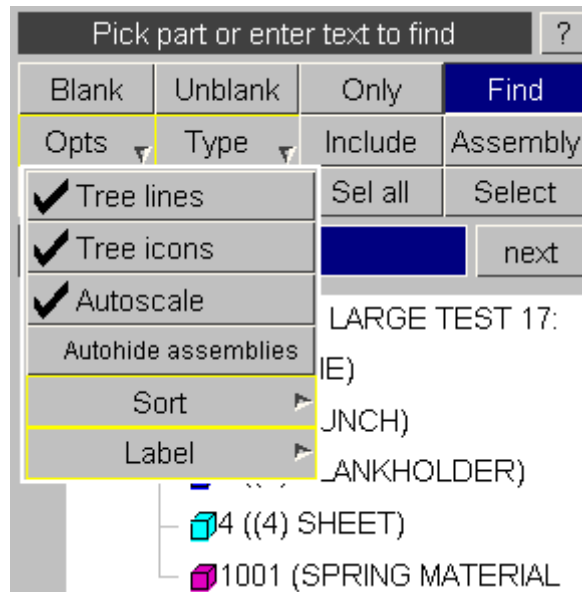 Pick part or enter text to find ?
Blank Unblank Only Find
Opts Type Include Assembly
Tree lines Sel all Select
Tree icons next
Autoscale LARGE TEST 17:
Autohide assemblies IE)
Sort JNCH)
Label LANKHOLDER)
4 ((4) SHEET)
1001 (SPRING MATERIAL